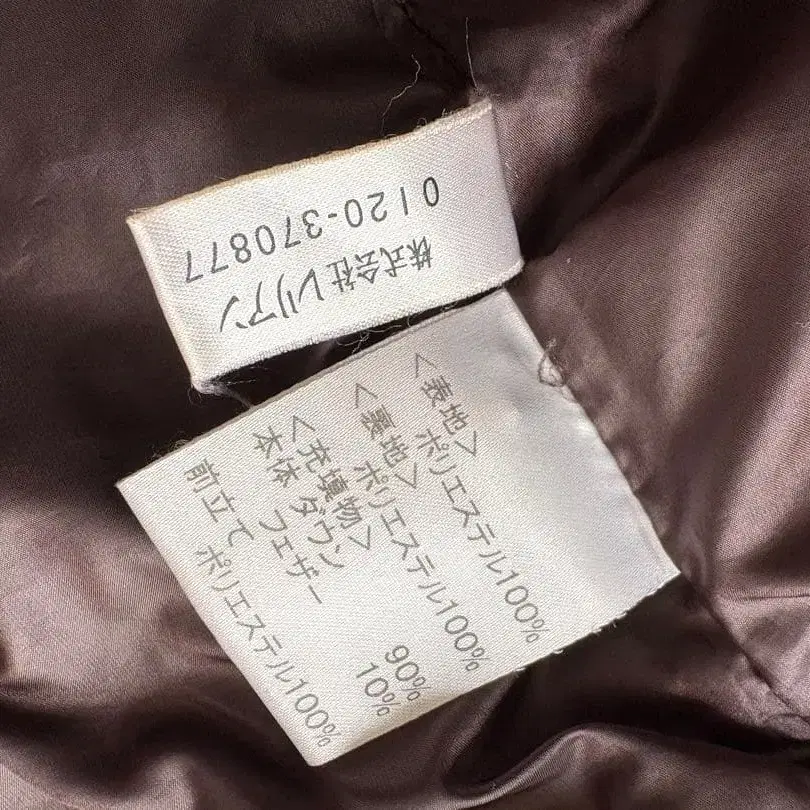 株式会社レリアン
0120-370877
<表地>
ポリエステル100%
<裏地>
ポリエステル100%
<充填物>
本体 ダウン 90%
フェザー 10%
前立て
ポリエステル100%